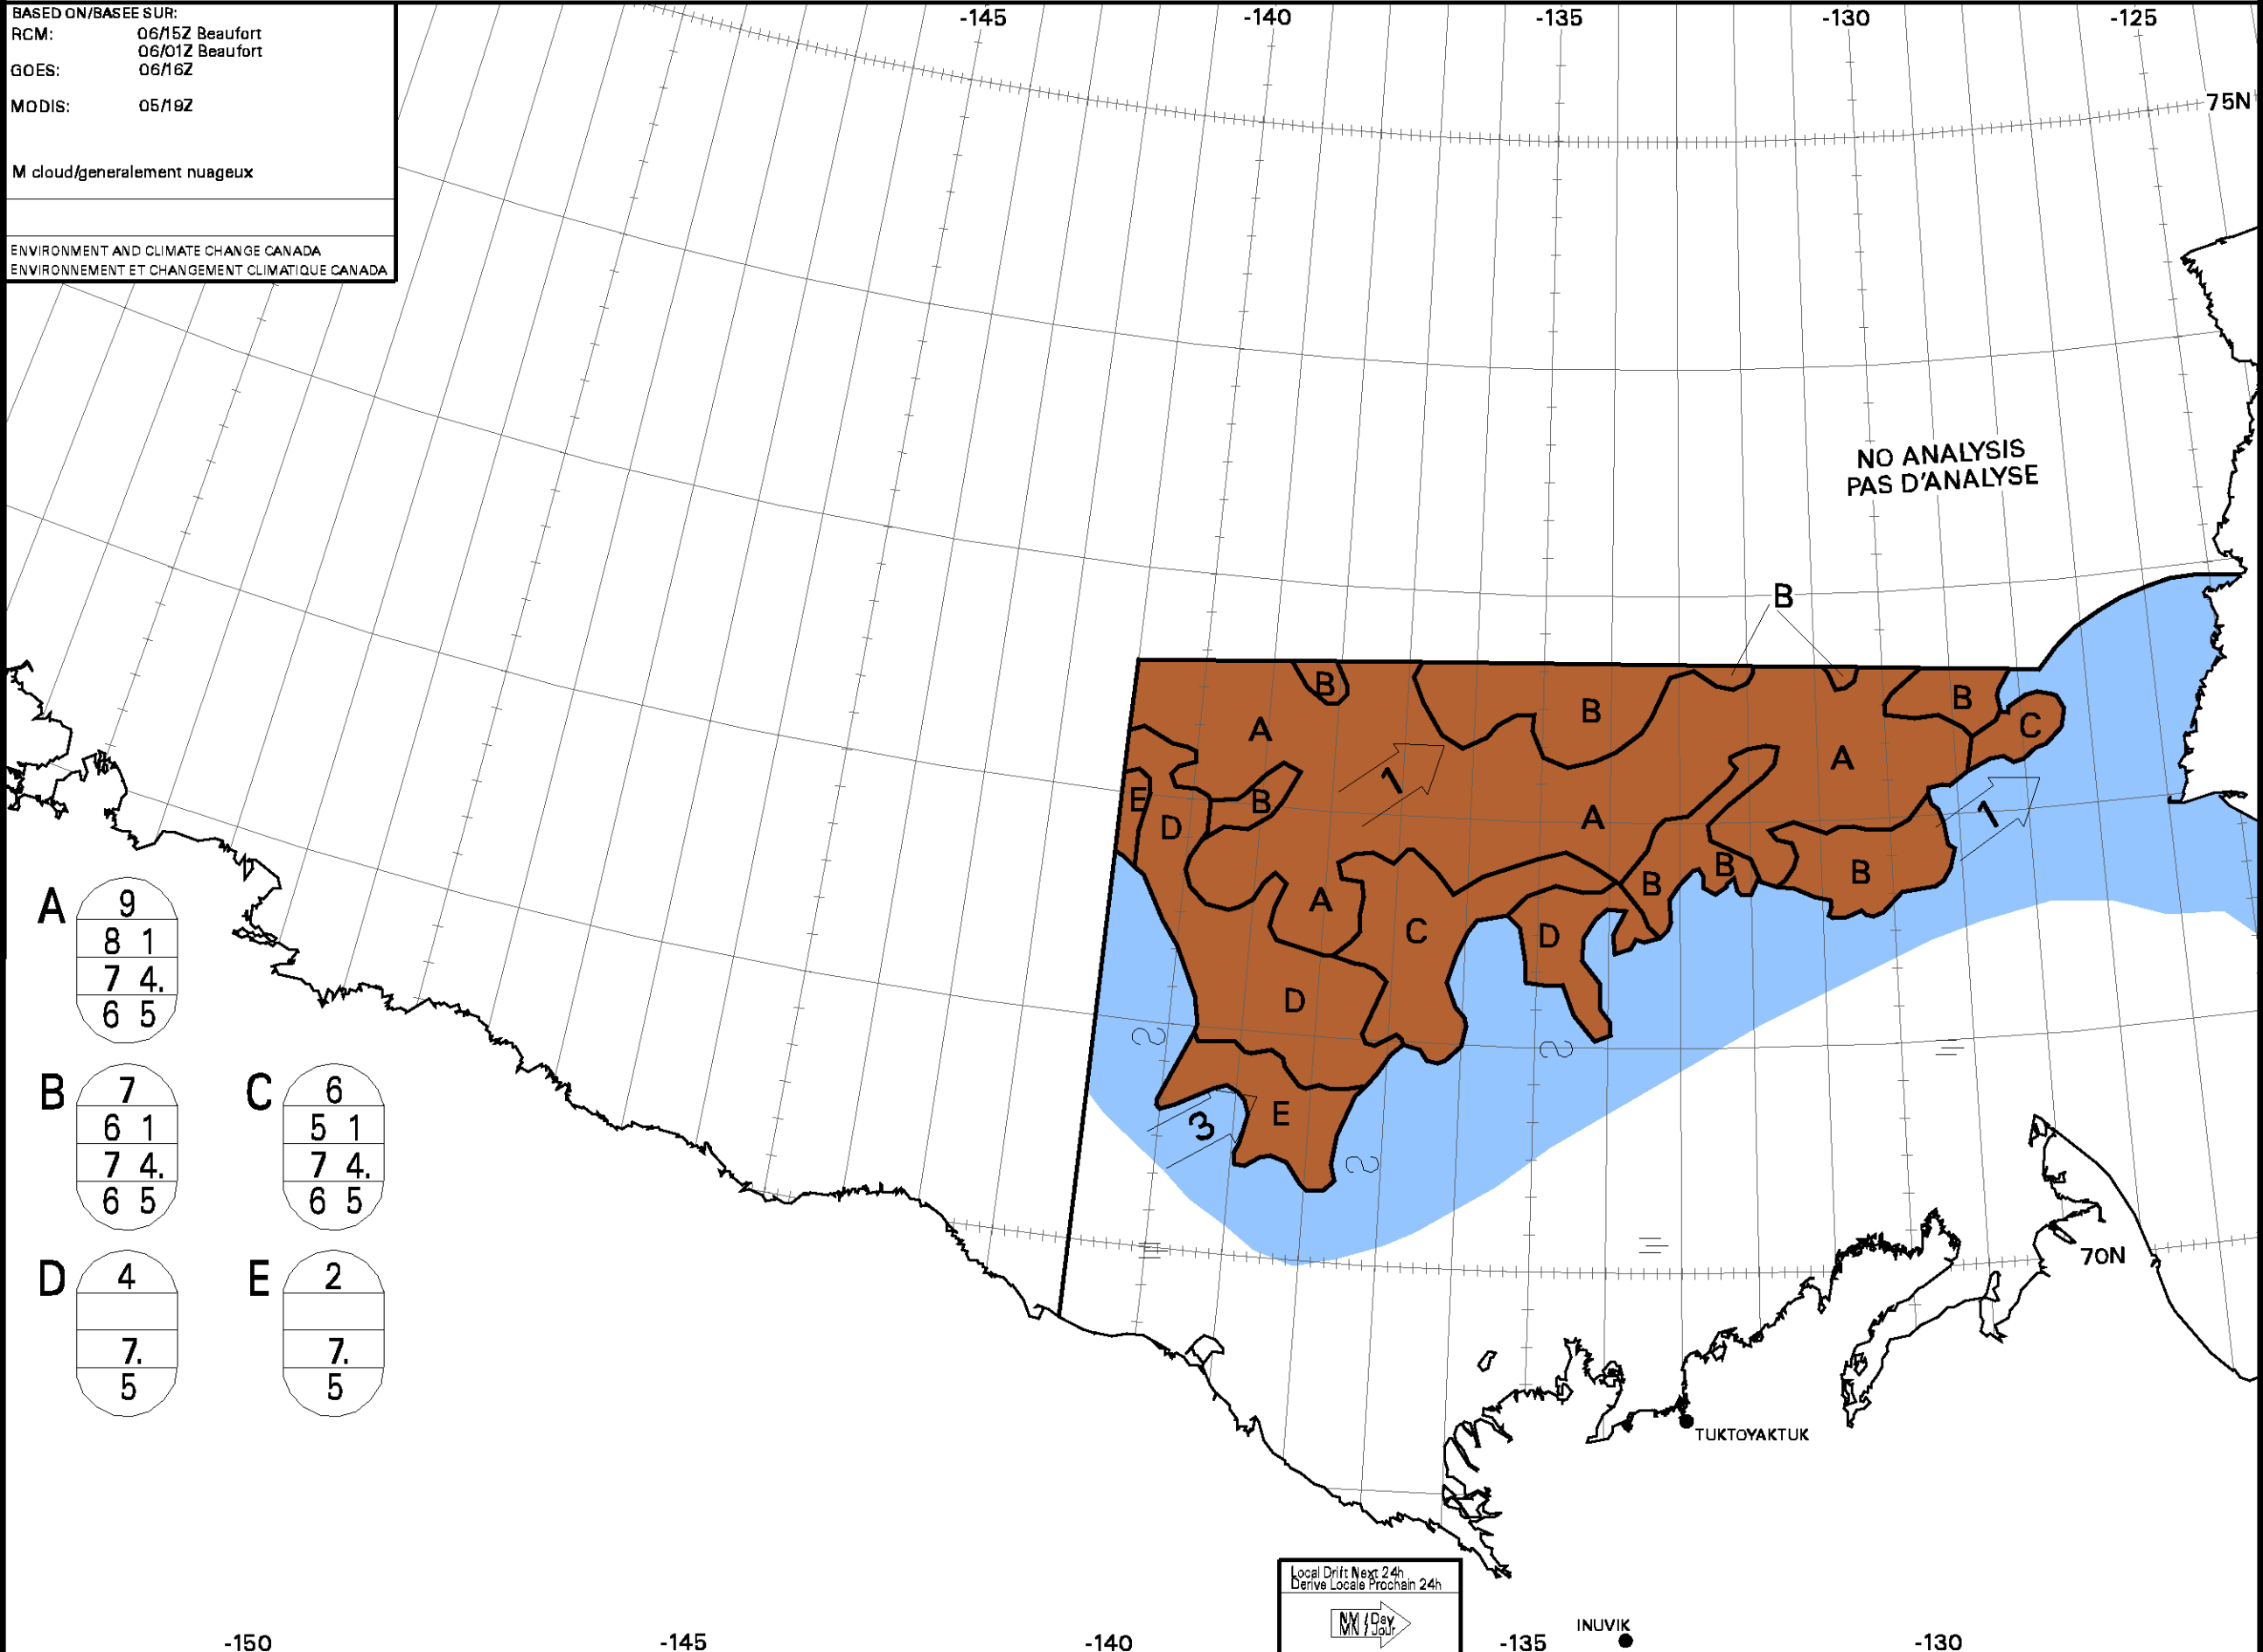 BASED ON/BASEE SUR:
RCM: 06/15Z Beaufort
06/01Z Beaufort
GOES: 06/16Z
MODIS: 05/19Z
M cloud/generalement nuageux
ENVIRONMENT AND CLIMATE CHANGE CANADA
ENVIRONNEMENT ET CHANGEMENT CLIMATIQUE CANADA
-145 -140 -135 -130 -125
75N
NO ANALYSIS
PAS D'ANALYSE
B
B
B
B
A
C
A
1
E
B
D
A
1
B
B
B
A
C
D
D
3
E
A
9
8 1
7 4.
6 5
B
7
6 1
7 4.
6 5
C
6
5 1
7 4.
6 5
D
4
7.
5
E
2
7.
5
70N
TUKTOYAKTUK
Local Drift Next 24h
Derive Locale Prochain 24h
NM / Day
MN / Jour
INUVIK
-150 -145 -140 -135 -130